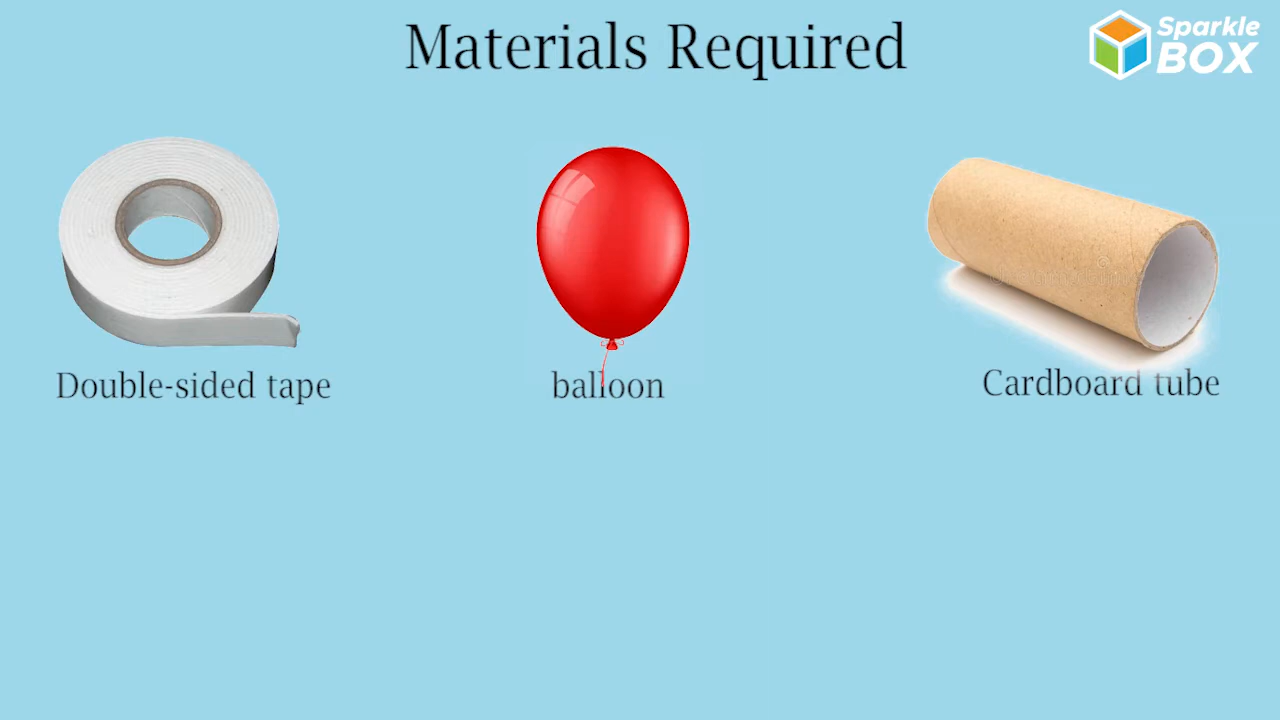 Materials Required
Sparkle
BOX
Double-sided tape
balloon
Cardboard tube